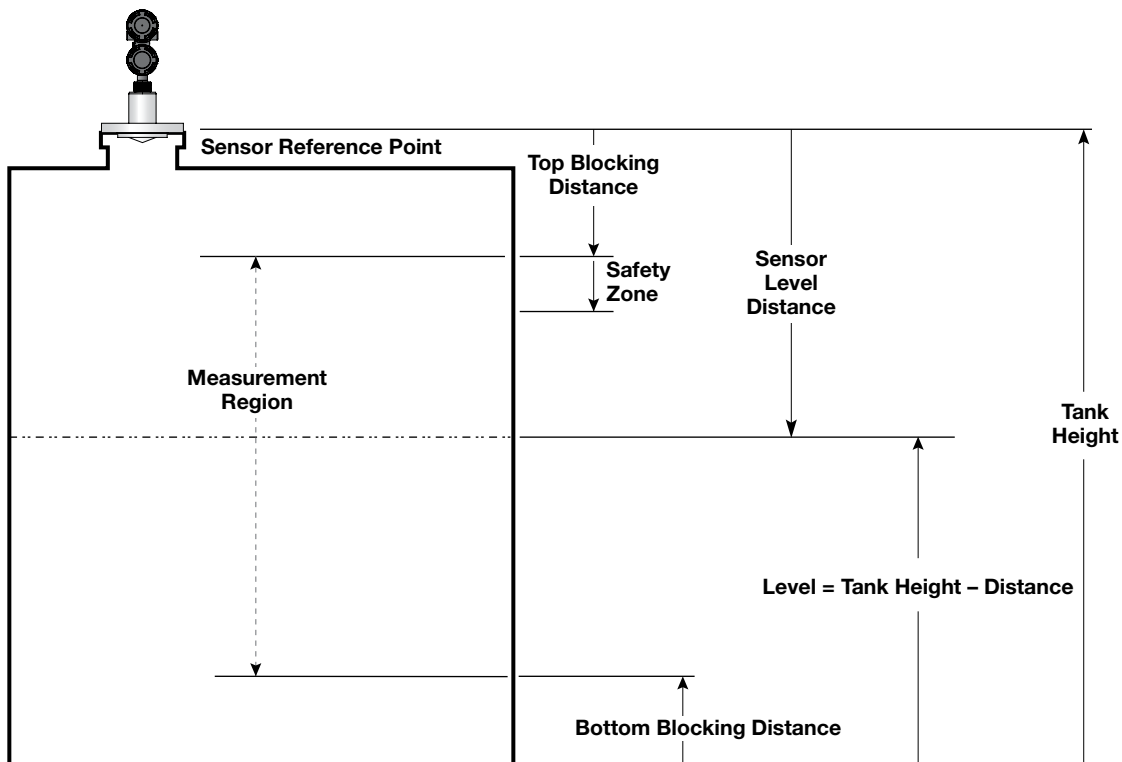 Sensor Reference Point
Top Blocking
Distance
Safety
Zone
Sensor
Level
Distance
Measurement
Region
Tank
Height
Level = Tank Height – Distance
Bottom Blocking Distance